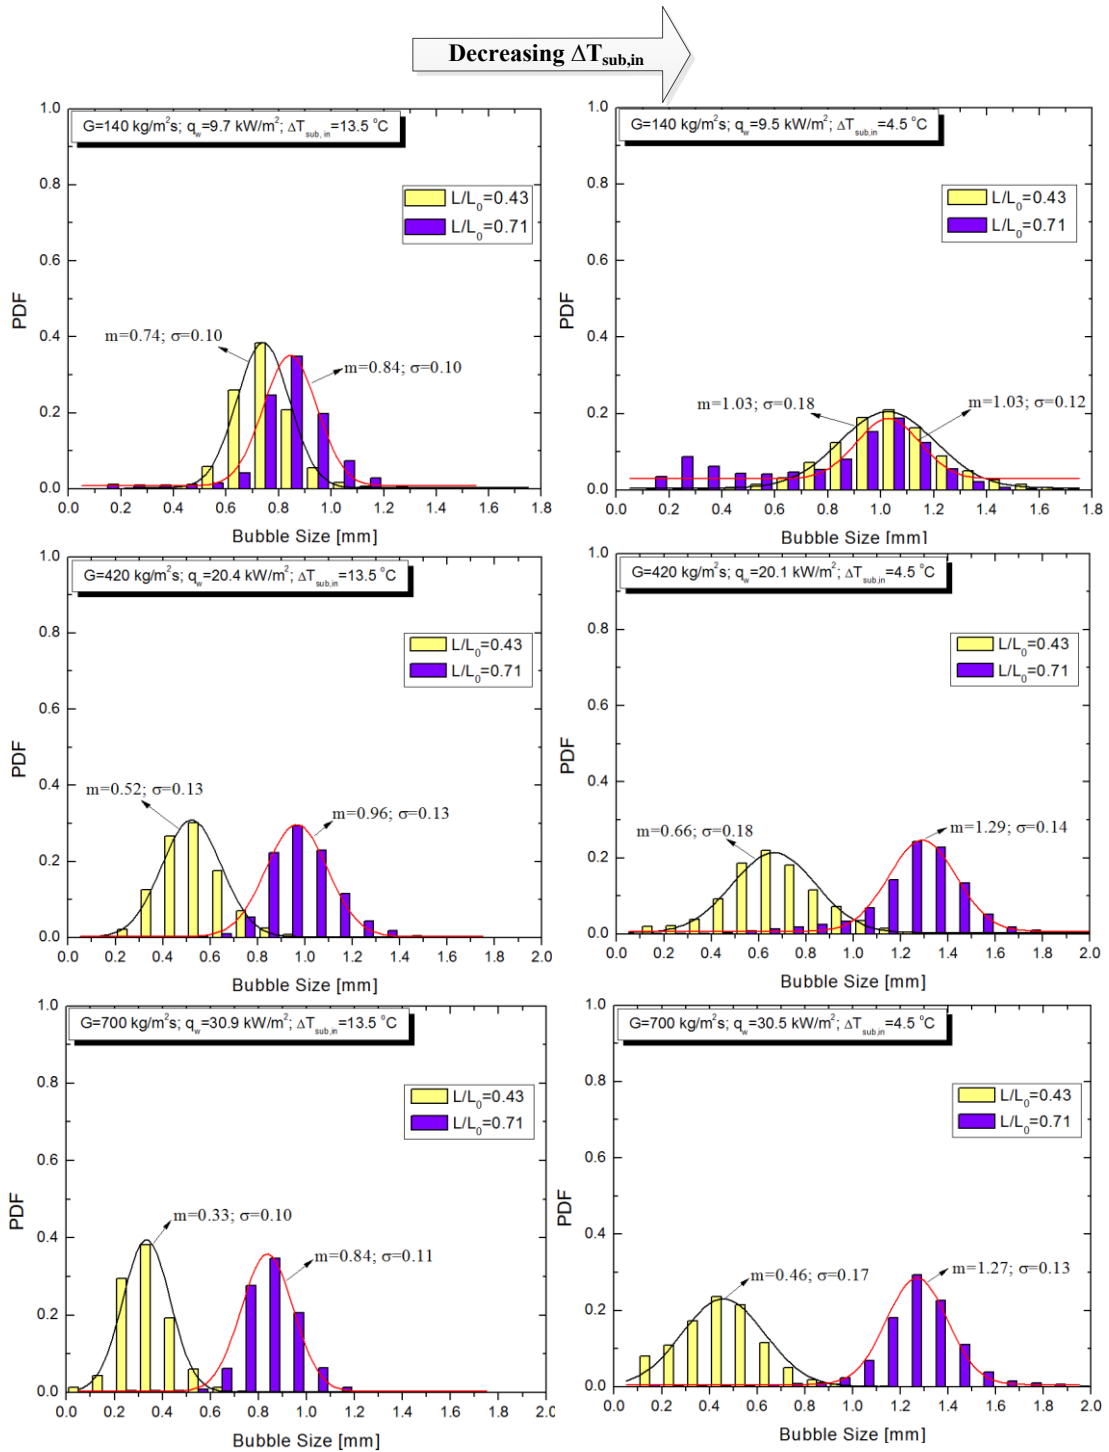 Decreasing ΔTsub,in
G=140 kg/m²s; qw=9.7 kW/m²; ΔTsub, in=13.5 °C
L/L0=0.43
L/L0=0.71
m=0.74; σ=0.10
m=0.84; σ=0.10
PDF
1.0
0.8
0.6
0.4
0.2
0.0
0.0 0.2 0.4 0.6 0.8 1.0 1.2 1.4 1.6 1.8
Bubble Size [mm]
G=140 kg/m²s; qw=9.5 kW/m²; ΔTsub,in=4.5 °C
L/L0=0.43
L/L0=0.71
m=1.03; σ=0.18
m=1.03; σ=0.12
PDF
1.0
0.8
0.6
0.4
0.2
0.0
0.0 0.2 0.4 0.6 0.8 1.0 1.2 1.4 1.6 1.8
Bubble Size [mm]
G=420 kg/m²s; qw=20.4 kW/m²; ΔTsub,in=13.5 °C
L/L0=0.43
L/L0=0.71
m=0.52; σ=0.13
m=0.96; σ=0.13
PDF
1.0
0.8
0.6
0.4
0.2
0.0
0.0 0.2 0.4 0.6 0.8 1.0 1.2 1.4 1.6 1.8 2.0
Bubble Size [mm]
G=420 kg/m²s; qw=20.1 kW/m²; ΔTsub,in=4.5 °C
L/L0=0.43
L/L0=0.71
m=0.66; σ=0.18
m=1.29; σ=0.14
PDF
1.0
0.8
0.6
0.4
0.2
0.0
0.0 0.2 0.4 0.6 0.8 1.0 1.2 1.4 1.6 1.8 2.0
Bubble Size [mm]
G=700 kg/m²s; qw=30.9 kW/m²; ΔTsub,in=13.5 °C
L/L0=0.43
L/L0=0.71
m=0.33; σ=0.10
m=0.84; σ=0.11
PDF
1.0
0.8
0.6
0.4
0.2
0.0
0.0 0.2 0.4 0.6 0.8 1.0 1.2 1.4 1.6 1.8 2.0
Bubble Size [mm]
G=700 kg/m²s; qw=30.5 kW/m²; ΔTsub,in=4.5 °C
L/L0=0.43
L/L0=0.71
m=0.46; σ=0.17
m=1.27; σ=0.13
PDF
1.0
0.8
0.6
0.4
0.2
0.0
0.0 0.2 0.4 0.6 0.8 1.0 1.2 1.4 1.6 1.8 2.0
Bubble Size [mm]